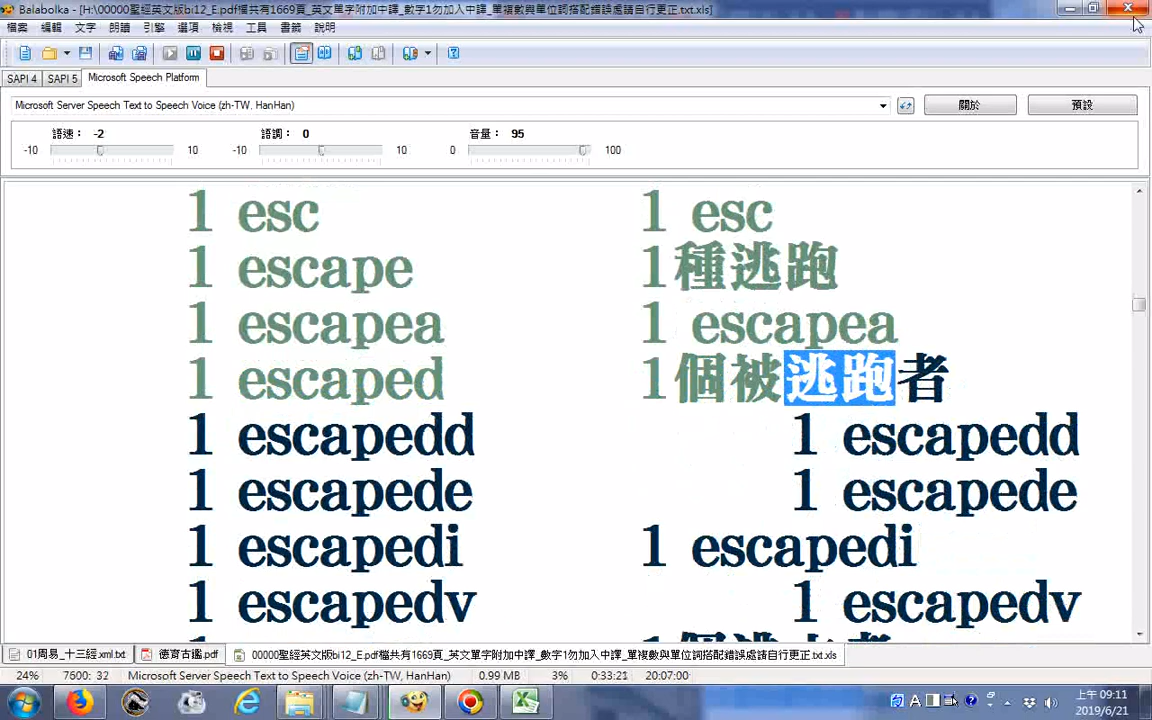 Balabolka - [H:\00000聖經英文版bi12_E.pdf檔共有1669頁_英文單字附加中譯_數字1勿加入中譯_單複數與單位詞搭配錯誤處請自行更正.txt.xls]
檔案 編輯 文字 朗讀 引擎 選項 檢視 工具 書籤 說明
SAPI 4 SAPI 5 Microsoft Speech Platform
Microsoft Server Speech Text to Speech Voice (zh-TW, HanHan) 關於 預設
語速： -2 語調： 0 音量： 95
-10 10 -10 10 0 100
1 esc 1 esc
1 escape 1種逃跑
1 escapea 1 escapea
1 escaped 1個被逃跑者
1 escapedd 1 escapedd
1 escapede 1 escapede
1 escapedi 1 escapedi
1 escapedv 1 escapedv
01周易_十三經.xml.txt 德育古鑑.pdf 00000聖經英文版bi12_E.pdf檔共有1669頁_英文單字附加中譯_數字1勿加入中譯_單複數與單位詞搭配錯誤處請自行更正.txt.xls
24% 7600: 32 Microsoft Server Speech Text to Speech Voice (zh-TW, HanHan) 0.99 MB 3% 0:33:21 20:07:00
上午 09:11
2019/6/21